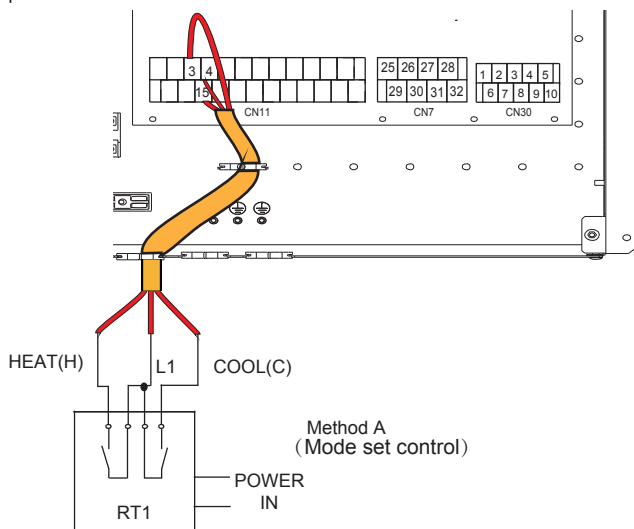 3 4
15
CN11
25 26 27 28
29 30 31 32
CN7
1 2 3 4 5
6 7 8 9 10
CN30
HEAT(H)
L1
COOL(C)
Method A
(Mode set control)
POWER
IN
RT1